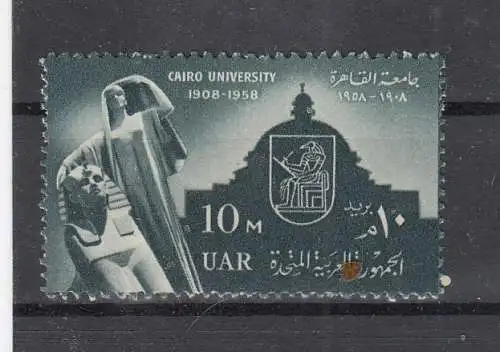 CAIRO UNIVERSITY
1908-1958
جامعة القاهرة
١٩٠٨-١٩٥٨
10 M
UAR
بريد
١٠ م
الجمهورية العربية المتحدة